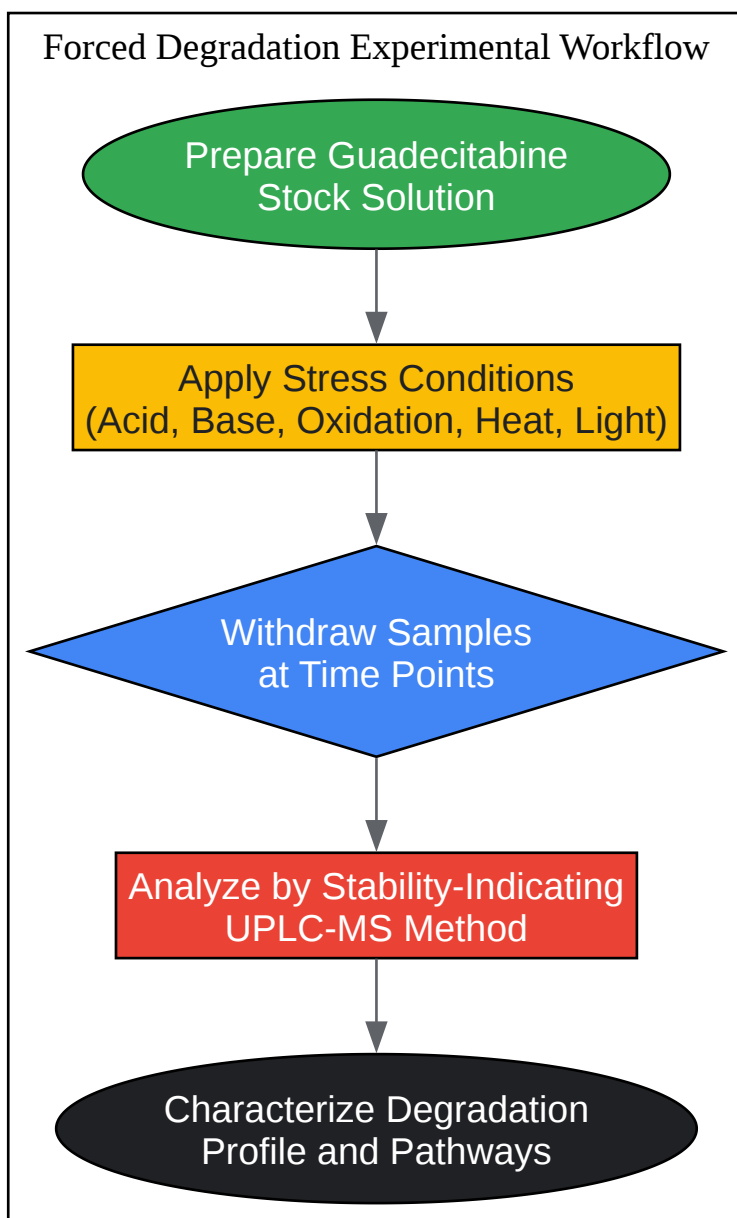 Forced Degradation Experimental Workflow
Prepare Guadecitabine
Stock Solution
Apply Stress Conditions
(Acid, Base, Oxidation, Heat, Light)
Withdraw Samples
at Time Points
Analyze by Stability-Indicating
UPLC-MS Method
Characterize Degradation
Profile and Pathways